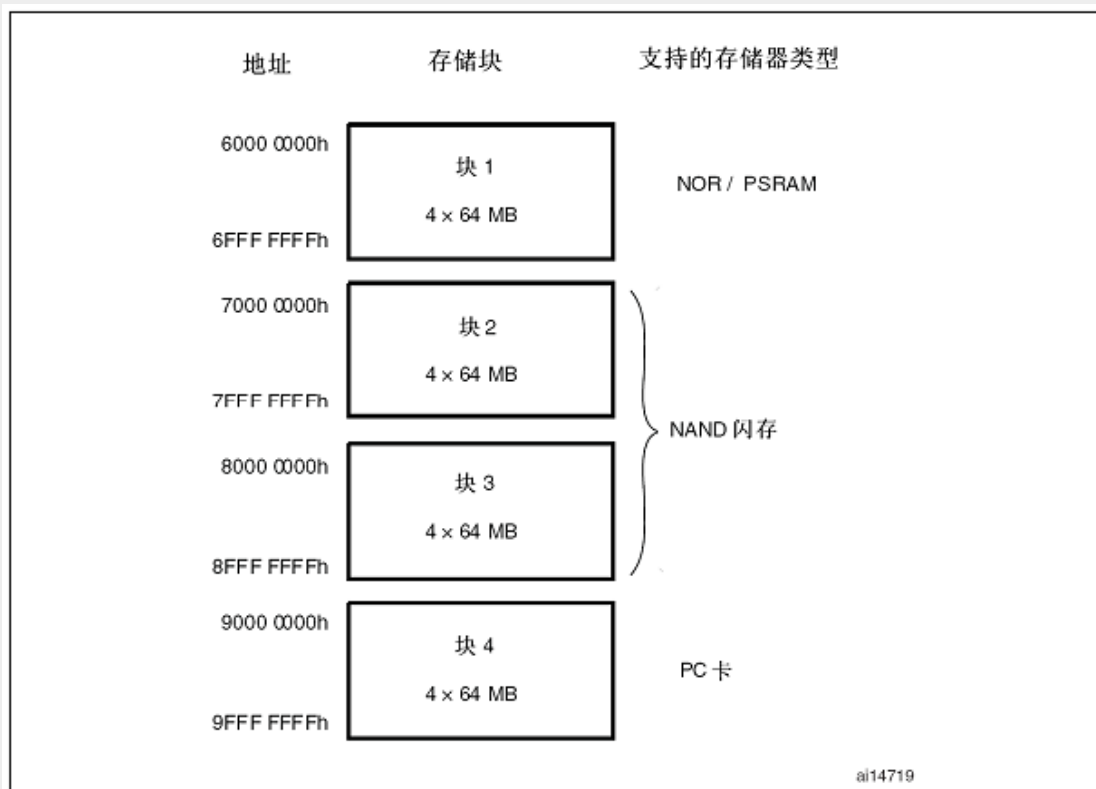 地址 存储块 支持的存储器类型
6000 0000h
块 1
NOR / PSRAM
4 × 64 MB
6FFF FFFFh
7000 0000h
块 2
4 × 64 MB
7FFF FFFFh
NAND 闪存
8000 0000h
块 3
4 × 64 MB
8FFF FFFFh
9000 0000h
块 4
PC 卡
4 × 64 MB
9FFF FFFFh
ai14719